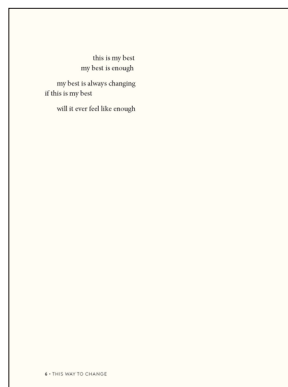 this is my best
my best is enough
my best is always changing
if this is my best
will it ever feel like enough
6 • THIS WAY TO CHANGE